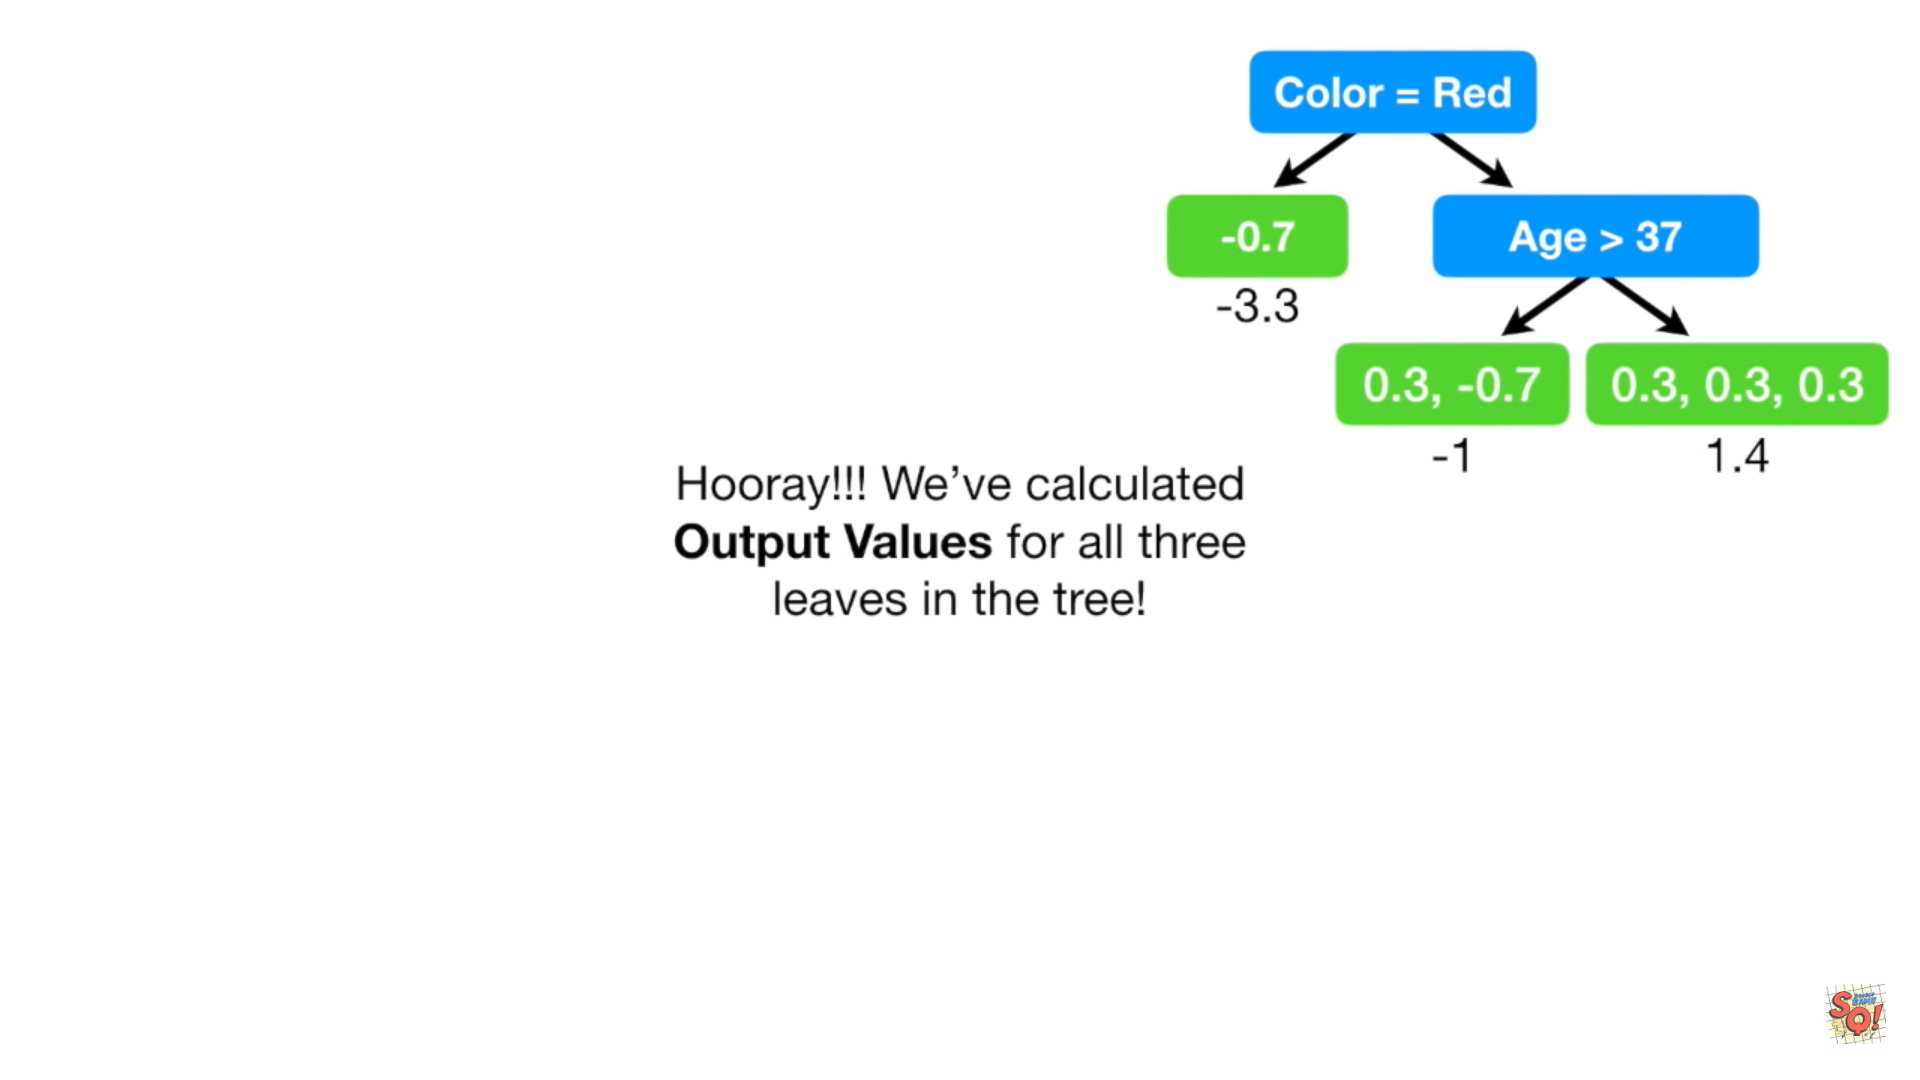 Color = Red
-0.7
Age > 37
-3.3
0.3, -0.7
0.3, 0.3, 0.3
-1
1.4
Hooray!!! We’ve calculated
Output Values for all three
leaves in the tree!
SQ!